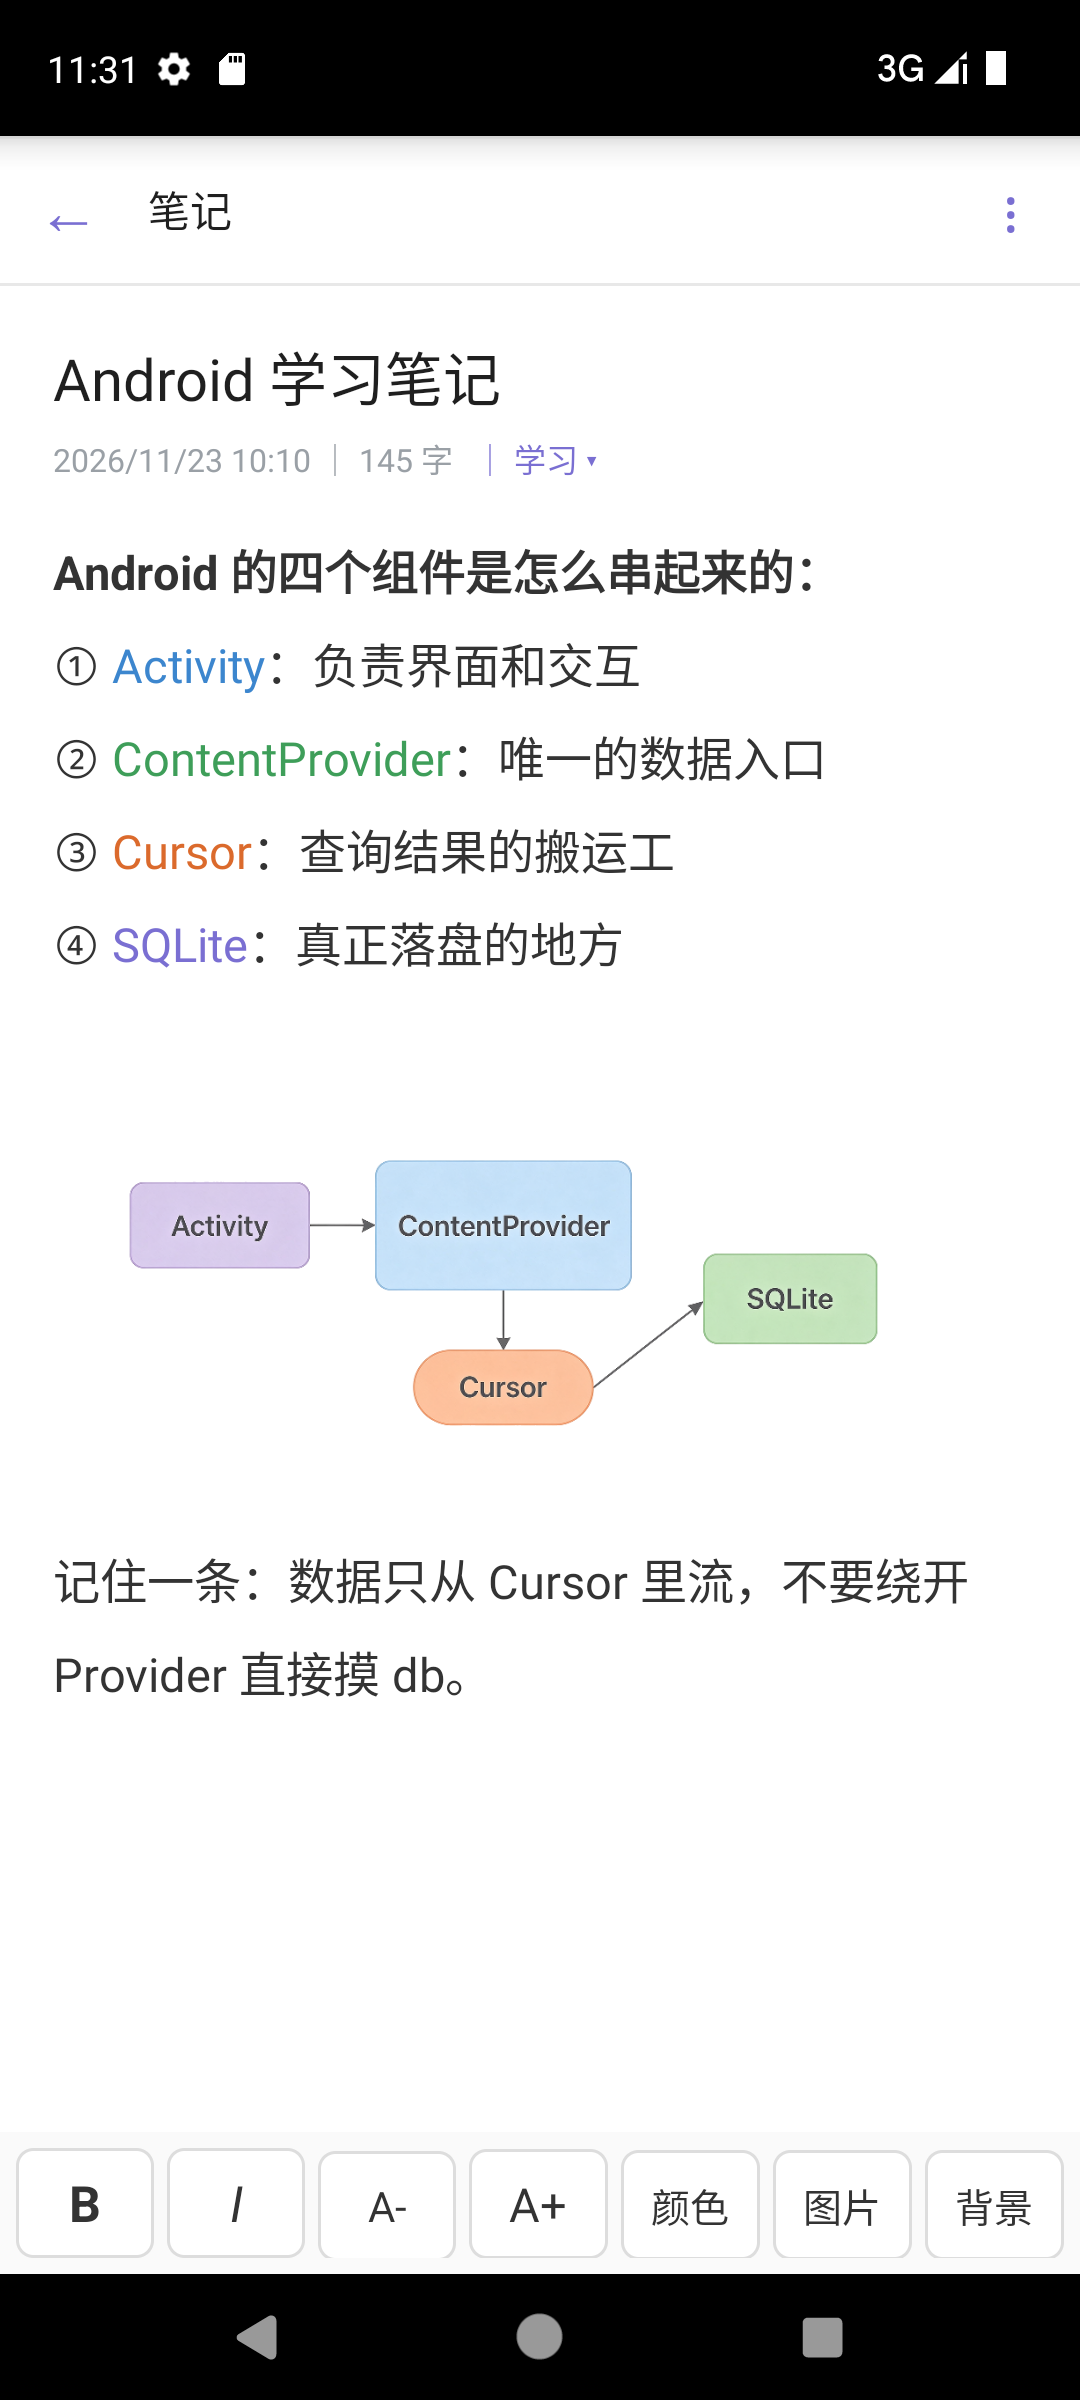 11:31
3G
← 笔记
Android 学习笔记
2026/11/23 10:10 | 145 字 | 学习 ▾
Android 的四个组件是怎么串起来的：
① Activity：负责界面和交互
② ContentProvider：唯一的数据入口
③ Cursor：查询结果的搬运工
④ SQLite：真正落盘的地方
Activity
ContentProvider
SQLite
Cursor
记住一条：数据只从 Cursor 里流，不要绕开
Provider 直接摸 db。
B I A- A+ 颜色 图片 背景